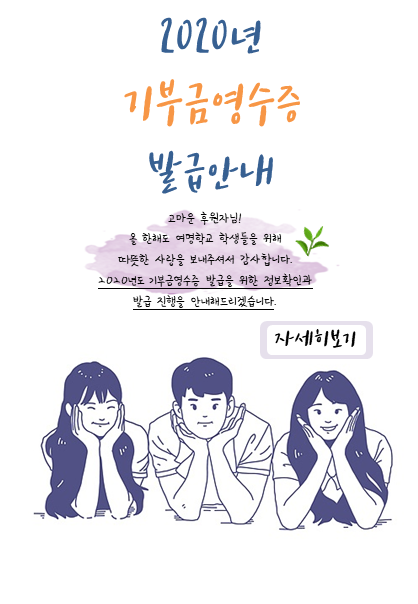 2020년
기부금영수증
발급안내
고마운 후원자님!
올 한해도 여명학교 학생들을 위해
따뜻한 사랑을 보내주셔서 감사합니다.
2020년도 기부금영수증 발급을 위한 정보확인과
발급 진행을 안내해드리겠습니다.
자세히보기